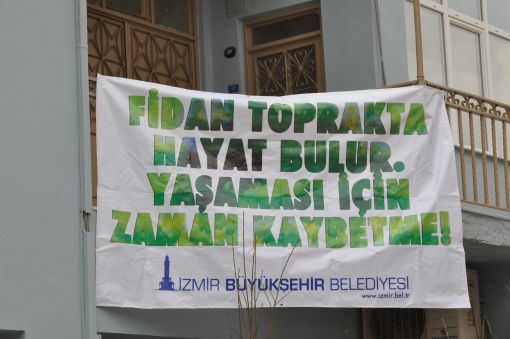 FİDAN TOPRAKTA
HAYAT BULUR.
YAŞAMASI İÇİN
ZAMAN KAYBETME!
İZMİR BÜYÜKŞEHİR BELEDİYESİ
www.izmir.bel.tr